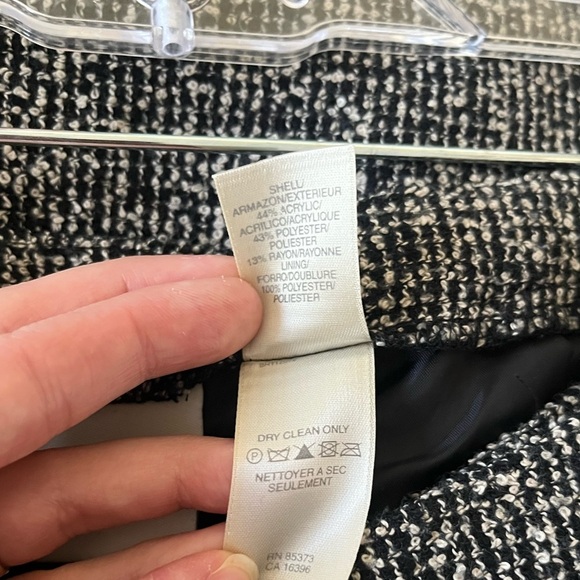 SHELL/
ARMAZON/EXTERIEUR
44% ACRYLIC/
ACRILICO/ACRYLIQUE
43% POLYESTER/
POLIESTER
13% RAYON/RAYONNE
LINING/
FORRO/DOUBLURE
100% POLYESTER/
POLIESTER
DRY CLEAN ONLY
P
NETTOYER A SEC
SEULEMENT
RN 85373
CA 16396